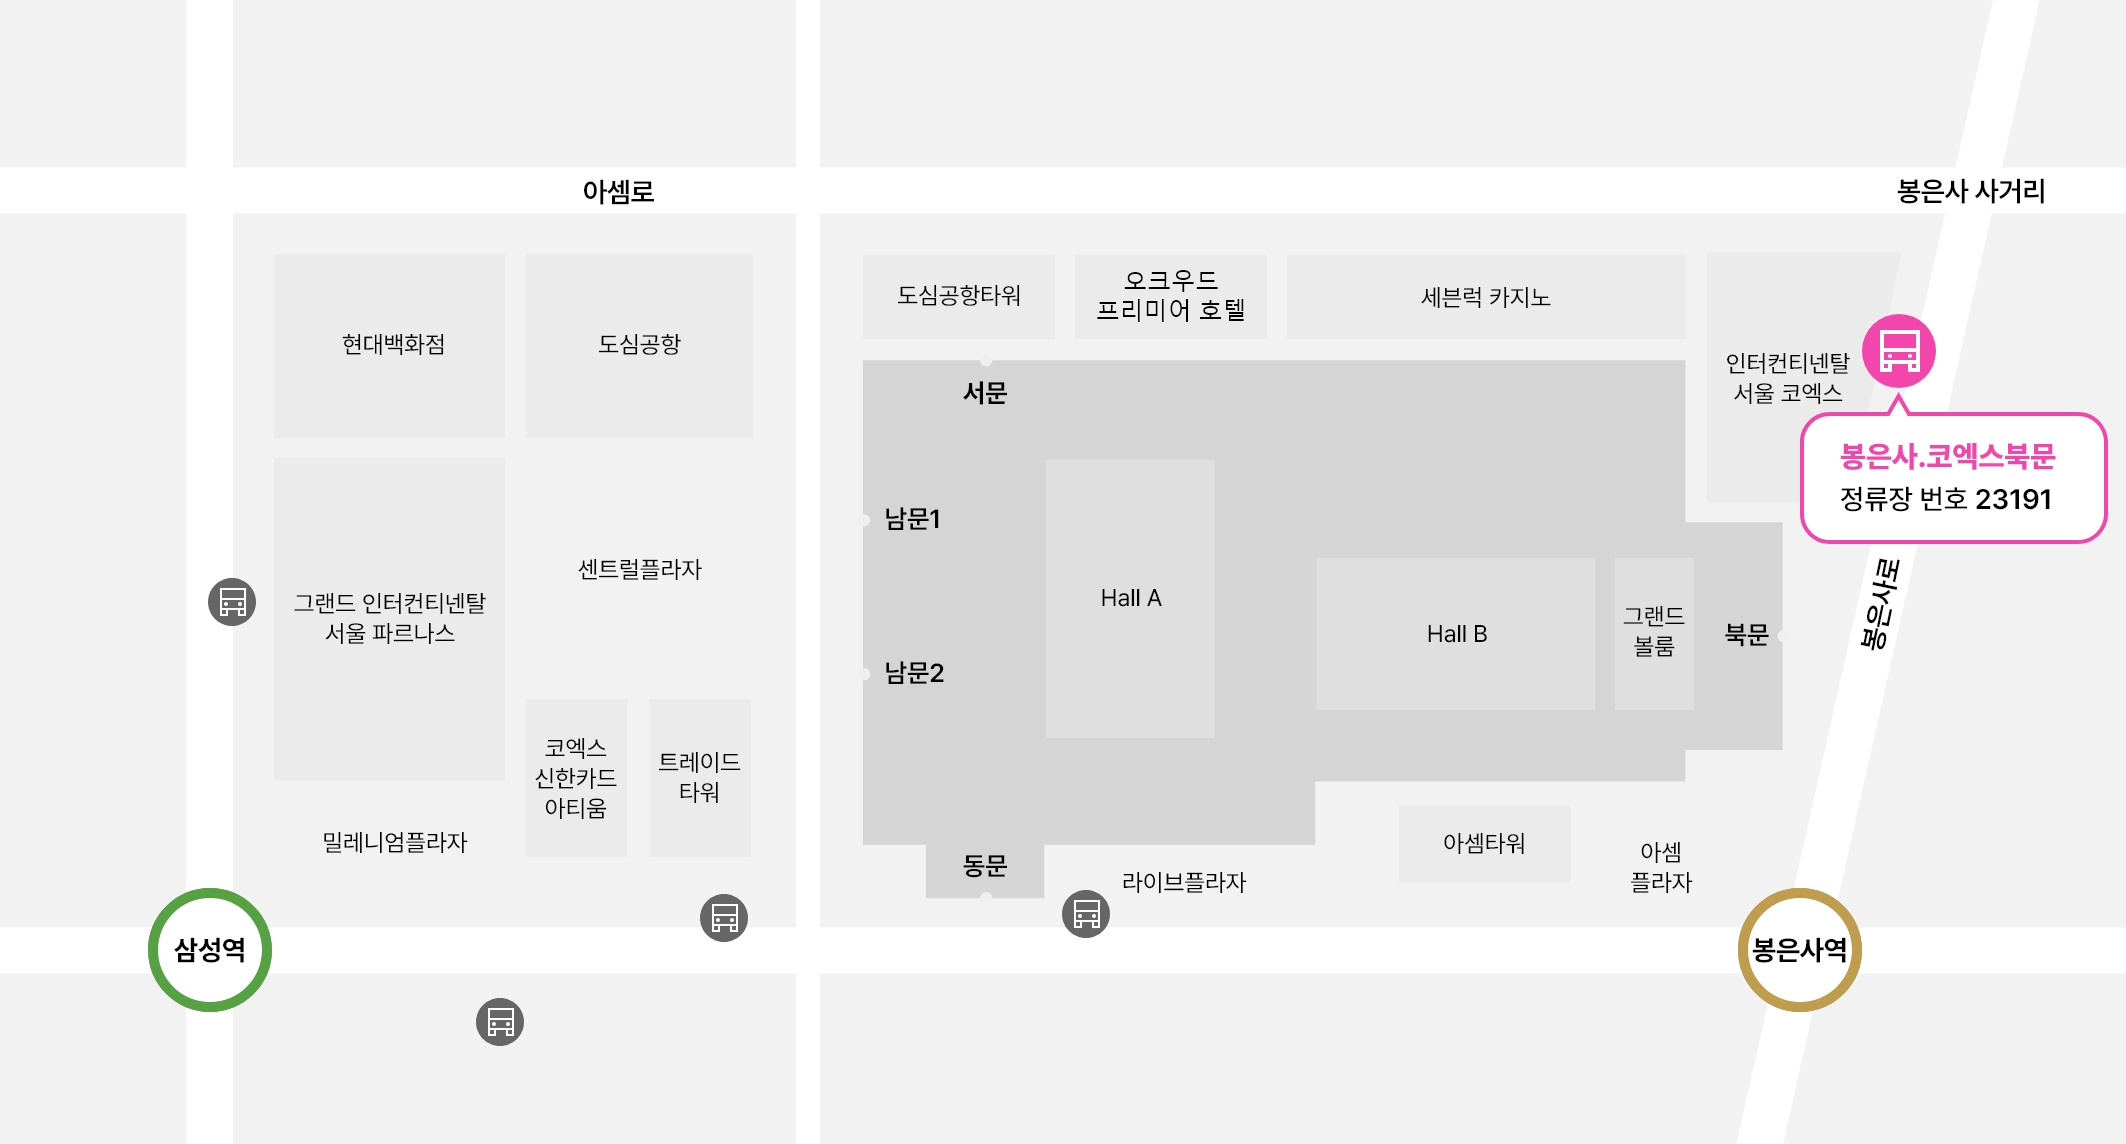 아셈로
봉은사 사거리
현대백화점
도심공항
도심공항타워
오크우드
프리미어 호텔
세븐럭 카지노
인터컨티넨탈
서울 코엑스
봉은사.코엑스북문
정류장 번호 23191
봉은사로
서문
남문1
남문2
Hall A
Hall B
그랜드
볼룸
북문
그랜드 인터컨티넨탈
서울 파르나스
센트럴플라자
코엑스
신한카드
아티움
트레이드
타워
밀레니엄플라자
동문
라이브플라자
아셈타워
아셈
플라자
삼성역
봉은사역